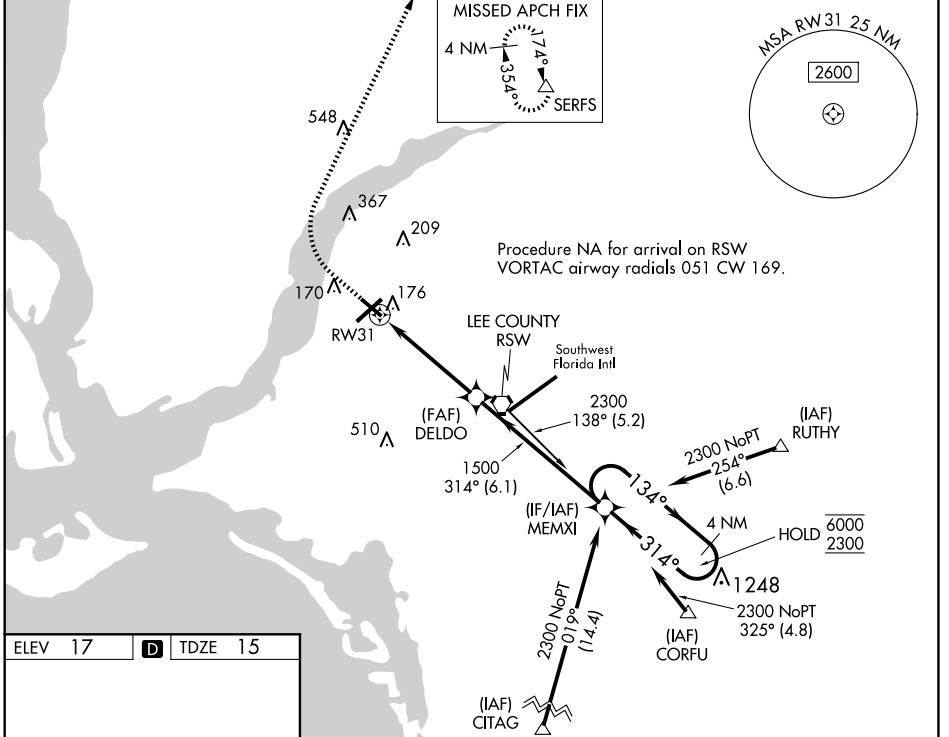 MISSED APCH FIX
4 NM
174°
354°
SERFS
MSA RW 31 25 NM
2600
548
367
209
Procedure NA for arrival on RSW
VORTAC airway radials 051 CW 169.
170
176
RW31
LEE COUNTY
RSW
Southwest
Florida Intl
2300
138° (5.2)
(FAF)
DELDO
510
1500
314° (6.1)
(IAF)
RUTHY
2300 NoPT
254°
(6.6)
(IF/IAF)
MEMXI
134°
4 NM
314°
HOLD
6000
2300
1248
2300 NoPT
325° (4.8)
(IAF)
CORFU
2300 NoPT
019°
(14.4)
(IAF)
CITAG
ELEV 17 D TDZE 15